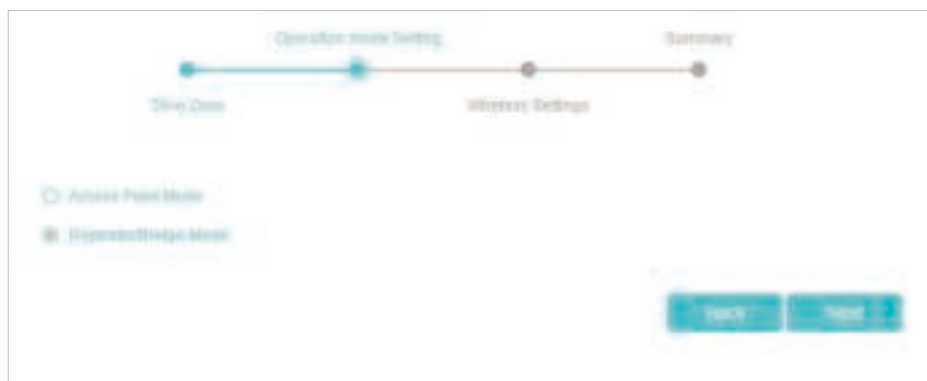 Operation mode Setting
Summary
Time Zone
Wireless Settings
Access Point Mode
Repeater/Bridge Mode
Back
Next